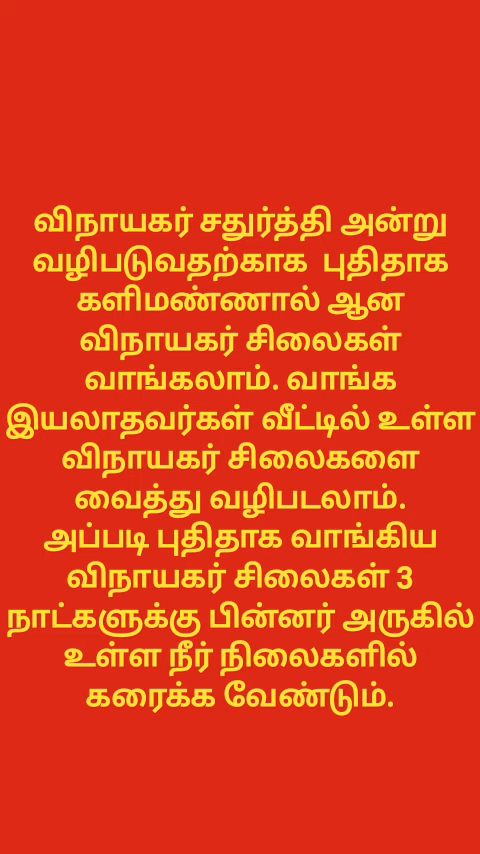 விநாயகர் சதுர்த்தி அன்று
வழிபடுவதற்காக புதிதாக
களிமண்ணால் ஆன
விநாயகர் சிலைகள்
வாங்கலாம். வாங்க
இயலாதவர்கள் வீட்டில் உள்ள
விநாயகர் சிலைகளை
வைத்து வழிபடலாம்.
அப்படி புதிதாக வாங்கிய
விநாயகர் சிலைகள் 3
நாட்களுக்கு பின்னர் அருகில்
உள்ள நீர் நிலைகளில்
கரைக்க வேண்டும்.